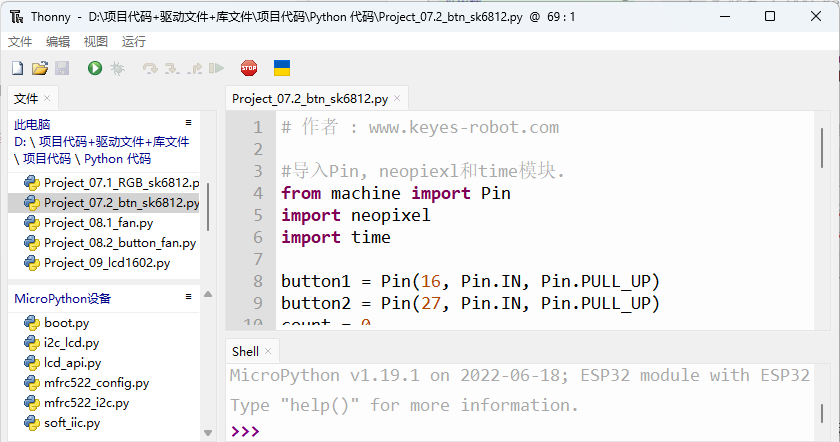 Thonny - D:\项目代码+驱动文件+库文件\项目代码\Python 代码\Project_07.2_btn_sk6812.py @ 69 : 1
文件 编辑 视图 运行
STOP
文件
此电脑
D: \ 项目代码+驱动文件+库文件
\ 项目代码 \ Python 代码
Project_07.1_RGB_sk6812.p
Project_07.2_btn_sk6812.py
Project_08.1_fan.py
Project_08.2_button_fan.py
Project_09_lcd1602.py
MicroPython设备
boot.py
i2c_lcd.py
lcd_api.py
mfrc522_config.py
mfrc522_i2c.py
soft_iic.py
Project_07.2_btn_sk6812.py
1 # 作者 : www.keyes-robot.com
2
3 #导入Pin, neopiexl和time模块.
4 from machine import Pin
5 import neopixel
6 import time
7
8 button1 = Pin(16, Pin.IN, Pin.PULL_UP)
9 button2 = Pin(27, Pin.IN, Pin.PULL_UP)
10 count = 0
Shell
MicroPython v1.19.1 on 2022-06-18; ESP32 module with ESP32
Type "help()" for more information.
>>>